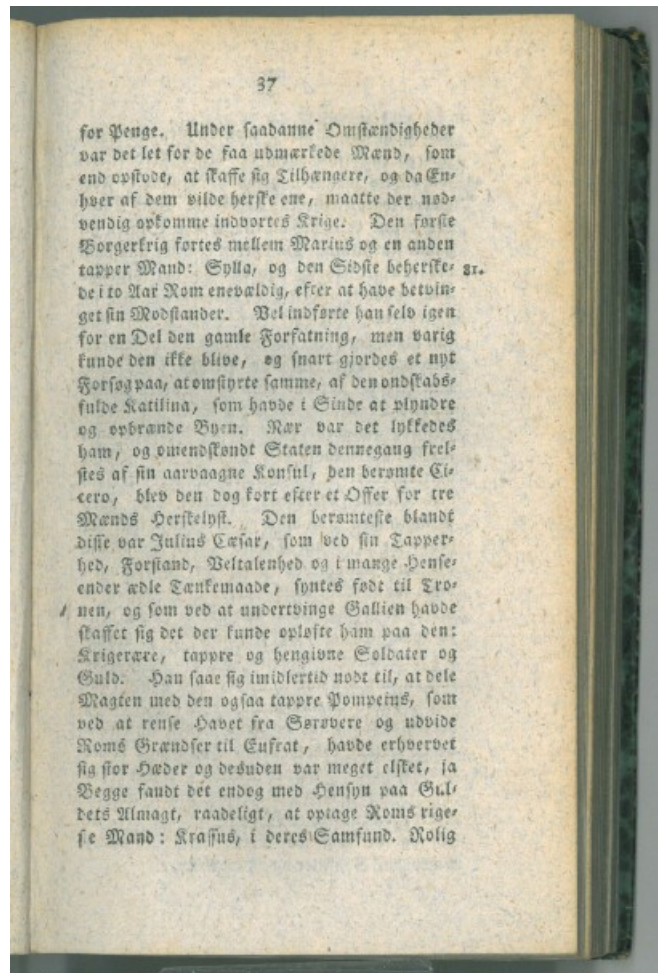 37
for Penge. Under saadanne Omstændigheder
var det let for de faa udmærkede Mænd, som
end opstode, at skaffe sig Tilhængere, og da En-
hver af dem vilde herske ene, maatte der nød-
vendig opkomme indvortes Krige. Den første
Borgerkrig førtes mellem Marius og en anden
tapper Mand: Sylla, og den Sidste beherske- 81.
de i to Aar Rom enevældig, efter at have betvin-
get sin Modstander. Vel indførte han selv igen
for en Del den gamle Forfatning, men varig
kunde den ikke blive, og snart gjordes et nyt
Forsøg paa, at omstyrte samme, af den ondskabs-
fulde Katilina, som havde i Sinde at plyndre
og opbrænde Byen. Nær var det lykkedes
ham, og omendskøndt Staten dennegang frel-
stes af sin aarvaagne Konsul, den berømte Ci-
cero, blev den dog kort efter et Offer for tre
Mænds Herskelyst. Den berømteste blandt
disse var Julius Cæsar, som ved sin Tapper-
hed, Forstand, Veltalenhed og i mange Hense-
ender ædle Tænkemaade, syntes født til Tro-
nen, og som ved at undertvinge Gallien havde
skaffet sig det der kunde opløfte ham paa den:
Krigerære, tappre og hengivne Soldater og
Guld. Han saae sig imidlertid nødt til, at dele
Magten med den ogsaa tappre Pompeius, som
ved at rense Havet fra Sørøvere og udvide
Roms Grændser til Eufrat, havde erhvervet
sig stor Hæder og desuden var meget elsket, ja
Begge fandt det endog med Hensyn paa Gul-
dets Almagt, raadeligt, at optage Roms rige-
ste Mand: Krassus, i deres Samfund. Rolig